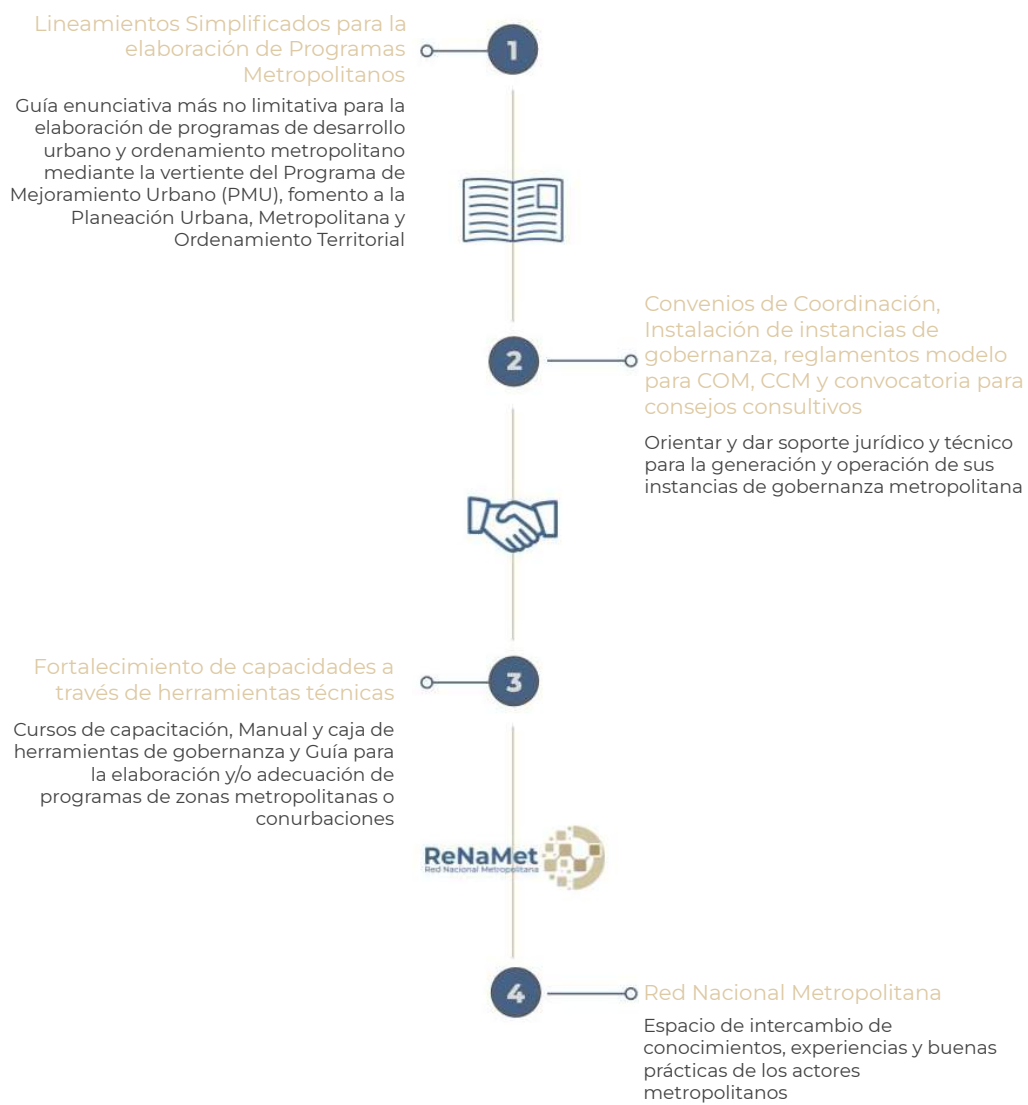 Lineamientos Simplificados para la
elaboración de Programas
Metropolitanos
1
Guía enunciativa más no limitativa para la
elaboración de programas de desarrollo
urbano y ordenamiento metropolitano
mediante la vertiente del Programa de
Mejoramiento Urbano (PMU), fomento a la
Planeación Urbana, Metropolitana y
Ordenamiento Territorial
2
Convenios de Coordinación,
Instalación de instancias de
gobernanza, reglamentos modelo
para COM, CCM y convocatoria para
consejos consultivos
Orientar y dar soporte jurídico y técnico
para la generación y operación de sus
instancias de gobernanza metropolitana
Fortalecimiento de capacidades a
través de herramientas técnicas
3
Cursos de capacitación, Manual y caja de
herramientas de gobernanza y Guía para
la elaboración y/o adecuación de
programas de zonas metropolitanas o
conurbaciones
ReNaMet
Red Nacional Metropolitana
4
Red Nacional Metropolitana
Espacio de intercambio de
conocimientos, experiencias y buenas
prácticas de los actores
metropolitanos